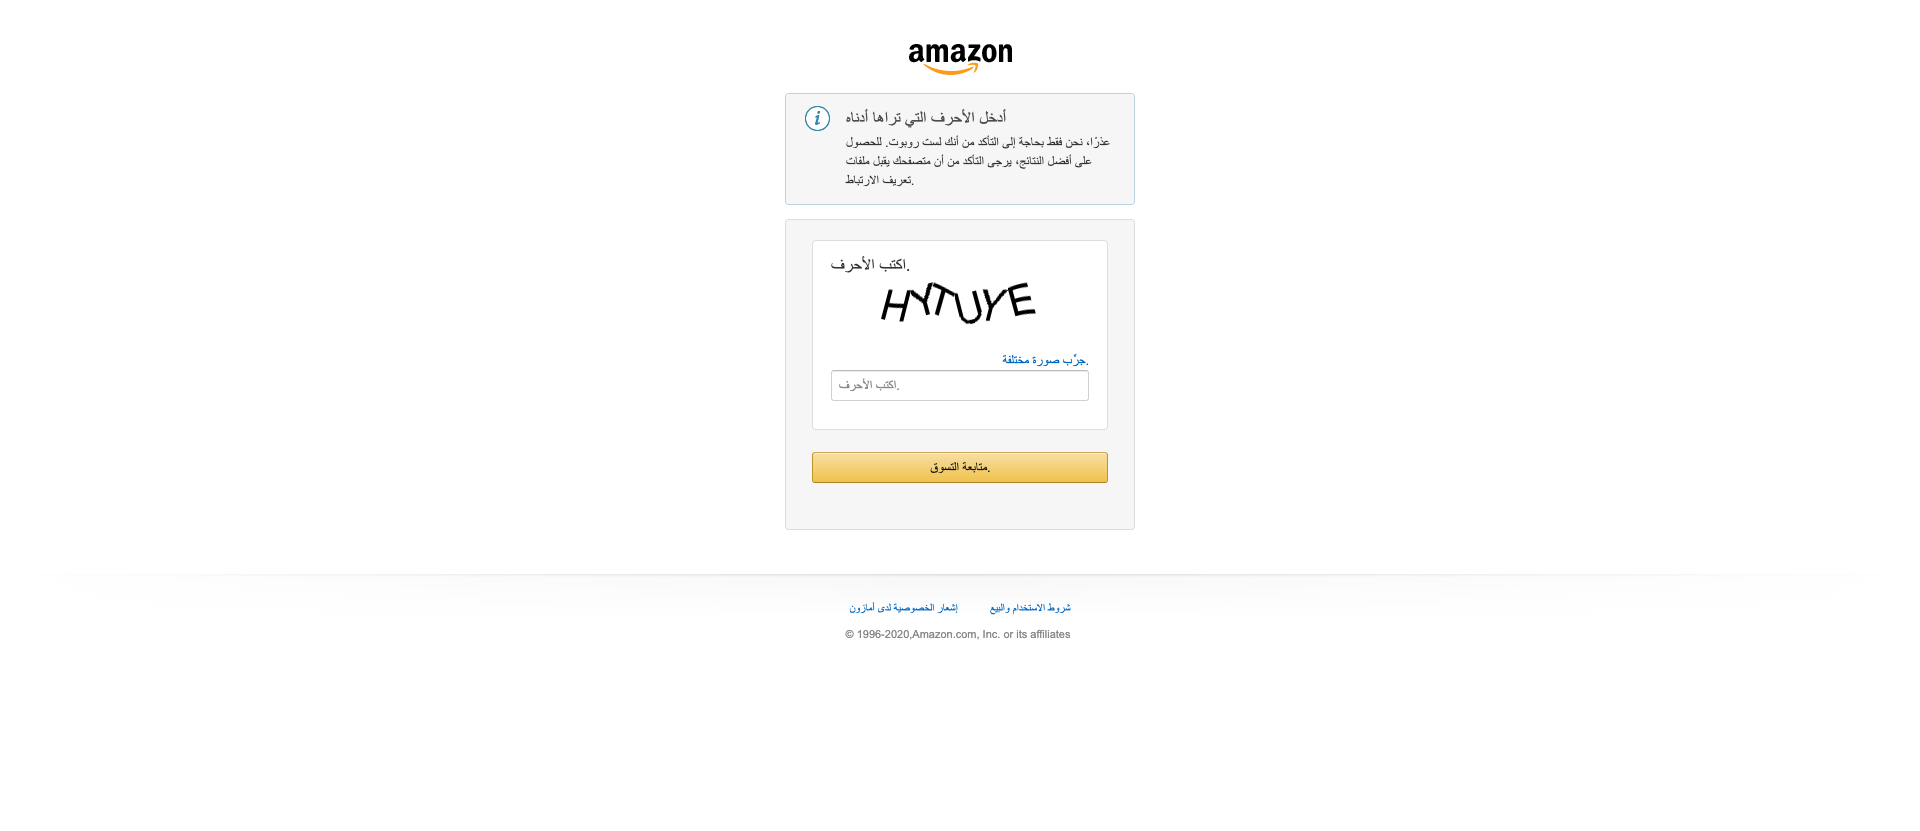 amazon
أدخل الأحرف التي تراها أدناه
عذرًا، نحن فقط بحاجة إلى التأكد من أنك لست روبوت. للحصول
على أفضل النتائج، يرجى التأكد من أن متصفحك يقبل ملفات
تعريف الارتباط.
اكتب الأحرف.
HYTUYE
جرَّب صورة مختلفة.
اكتب الأحرف.
متابعة التسوق.
شروط الاستخدام والبيع
إشعار الخصوصية لدى أمازون
© 1996-2020,Amazon.com, Inc. or its affiliates